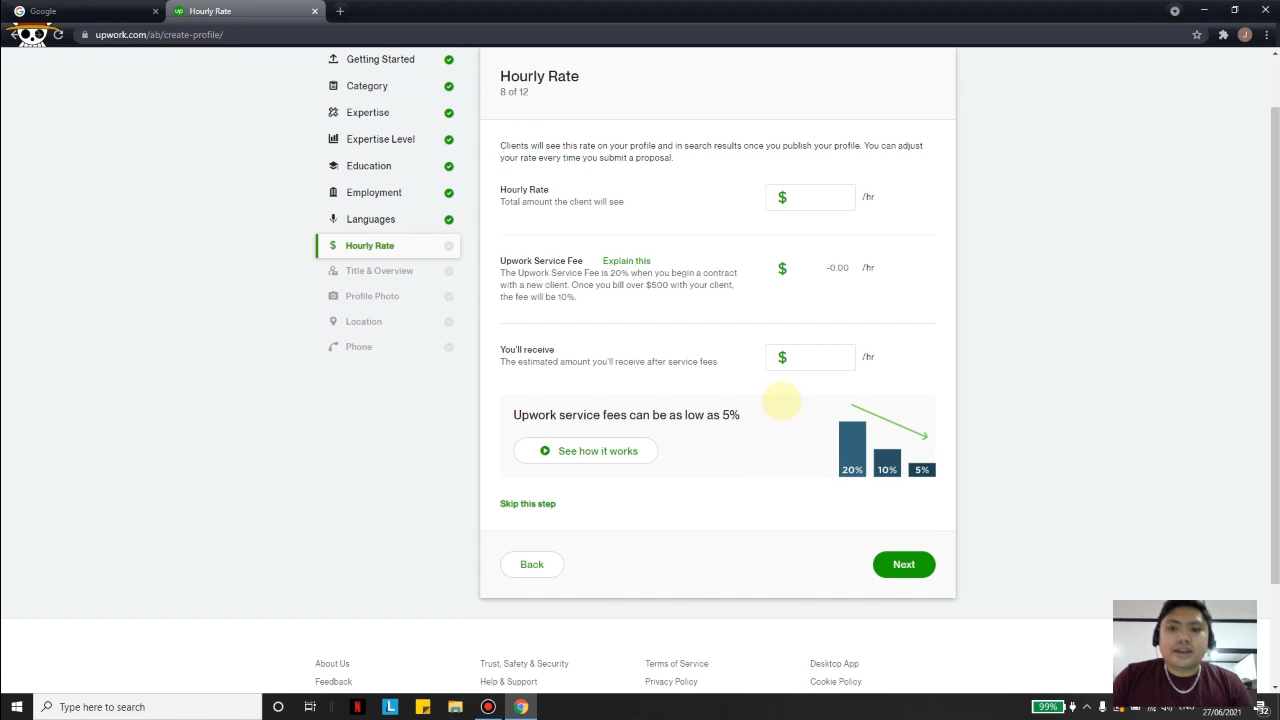 Google
up Hourly Rate
upwork.com/ab/create-profile/
J
Getting Started
Category
Expertise
Expertise Level
Education
Employment
Languages
$ Hourly Rate
Title & Overview
Profile Photo
Location
Phone
Hourly Rate
8 of 12
Clients will see this rate on your profile and in search results once you publish your profile. You can adjust
your rate every time you submit a proposal.
Hourly Rate
Total amount the client will see
$ /hr
Upwork Service Fee Explain this
The Upwork Service Fee is 20% when you begin a contract
with a new client. Once you bill over $500 with your client,
the fee will be 10%.
$ -0.00 /hr
You'll receive
The estimated amount you'll receive after service fees
$ /hr
Upwork service fees can be as low as 5%
See how it works
20% 10% 5%
Skip this step
Back
Next
About Us
Trust, Safety & Security
Terms of Service
Desktop App
Feedback
Help & Support
Privacy Policy
Cookie Policy
Type here to search
N
L
99%
ENG
27/06/2021
32